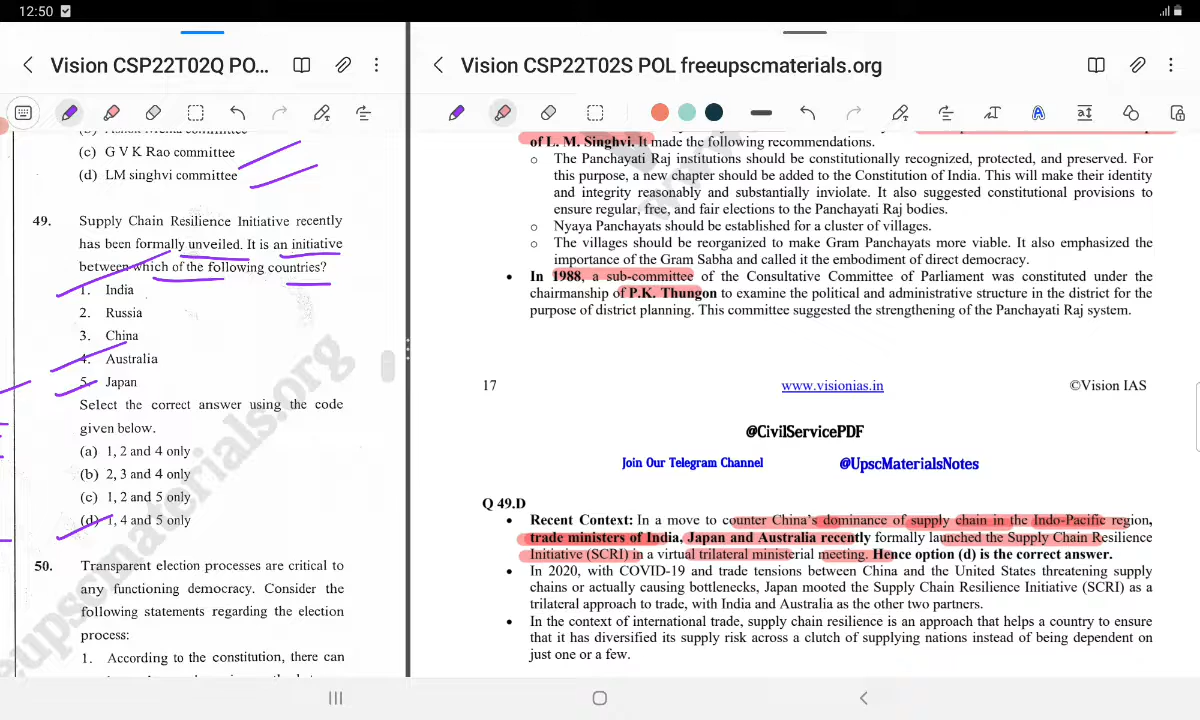 12:50
Vision CSP22T02Q PO...
Vision CSP22T02S POL freeupscmaterials.org
(c) G V K Rao committee
(d) LM singhvi committee
49. Supply Chain Resilience Initiative recently
has been formally unveiled. It is an initiative
between which of the following countries?
1. India
2. Russia
3. China
4. Australia
5. Japan
Select the correct answer using the code
given below.
(a) 1, 2 and 4 only
(b) 2, 3 and 4 only
(c) 1, 2 and 5 only
(d) 1, 4 and 5 only
50. Transparent election processes are critical to
any functioning democracy. Consider the
following statements regarding the election
process:
1. According to the constitution, there can
of L. M. Singhvi. It made the following recommendations.
o The Panchayati Raj institutions should be constitutionally recognized, protected, and preserved. For
this purpose, a new chapter should be added to the Constitution of India. This will make their identity
and integrity reasonably and substantially inviolate. It also suggested constitutional provisions to
ensure regular, free, and fair elections to the Panchayati Raj bodies.
o Nyaya Panchayats should be established for a cluster of villages.
o The villages should be reorganized to make Gram Panchayats more viable. It also emphasized the
importance of the Gram Sabha and called it the embodiment of direct democracy.
• In 1988, a sub-committee of the Consultative Committee of Parliament was constituted under the
chairmanship of P.K. Thungon to examine the political and administrative structure in the district for the
purpose of district planning. This committee suggested the strengthening of the Panchayati Raj system.
17 www.visionias.in ©Vision IAS
@CivilServicePDF
Join Our Telegram Channel @UpscMaterialsNotes
Q 49.D
• Recent Context: In a move to counter China's dominance of supply chain in the Indo-Pacific region,
trade ministers of India, Japan and Australia recently formally launched the Supply Chain Resilience
Initiative (SCRI) in a virtual trilateral ministerial meeting. Hence option (d) is the correct answer.
• In 2020, with COVID-19 and trade tensions between China and the United States threatening supply
chains or actually causing bottlenecks, Japan mooted the Supply Chain Resilience Initiative (SCRI) as a
trilateral approach to trade, with India and Australia as the other two partners.
• In the context of international trade, supply chain resilience is an approach that helps a country to ensure
that it has diversified its supply risk across a clutch of supplying nations instead of being dependent on
just one or a few.